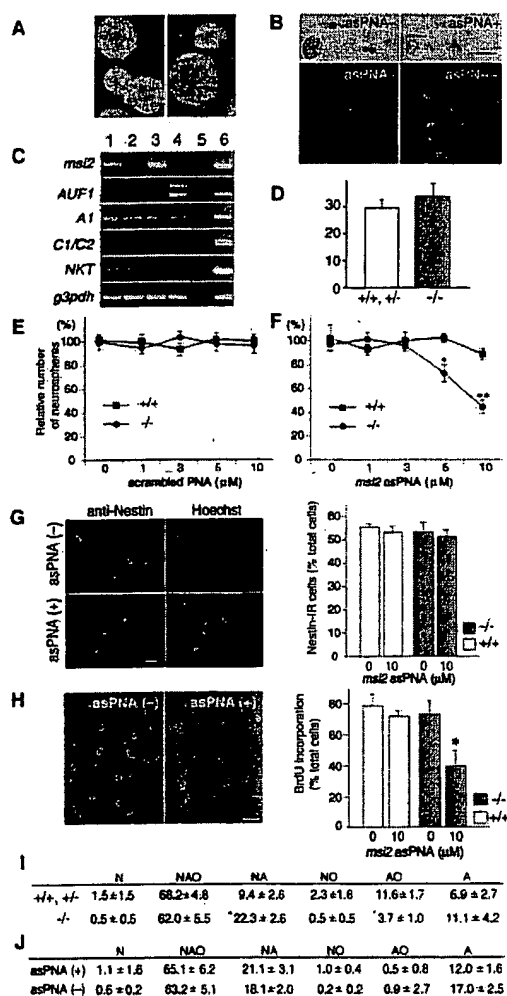 A
B
asPNA-
asPNA+
asPNA-
1 2 3 4 5 6
C
msi2
AUF1
A1
C1/C2
NKT
g3pdh
D
30
20
10
0
+/+, +/-
-/-
E
(%)
100
80
60
40
20
0
Relative number
of neurospheres
+/+
-/-
0 1 3 5 10
scrambled PNA (μM)
F
(%)
100
80
60
40
20
0
*
**
+/+
-/-
0 1 3 5 10
msi2 asPNA (μM)
G
anti-Nestin
Hoechst
asPNA (-)
asPNA (+)
Nestin-IR cells (% total cells)
60
50
40
30
20
10
0
0 10 0 10
msi2 asPNA (μM)
-/-
+/+
H
asPNA (-)
asPNA (+)
BrdU Incorporation
(% total cells)
80
60
40
20
0
*
0 10 0 10
msi2 asPNA (μM)
-/-
+/+
I
N NAO NA NO AO A
+/+, +/- 1.5±1.5 68.2±4.8 9.4±2.6 2.3±1.6 11.6±1.7 6.9±2.7
-/- 0.5±0.5 62.0±5.5 *22.3±2.6 0.5±0.5 *3.7±1.0 11.1±4.2
J
N NAO NA NO AO A
asPNA (+) 1.1±1.6 65.1±6.2 21.1±3.1 1.0±0.4 0.5±0.8 12.0±1.6
asPNA (-) 0.6±0.2 63.2±5.1 18.1±2.0 0.2±0.2 0.9±2.7 17.0±2.5